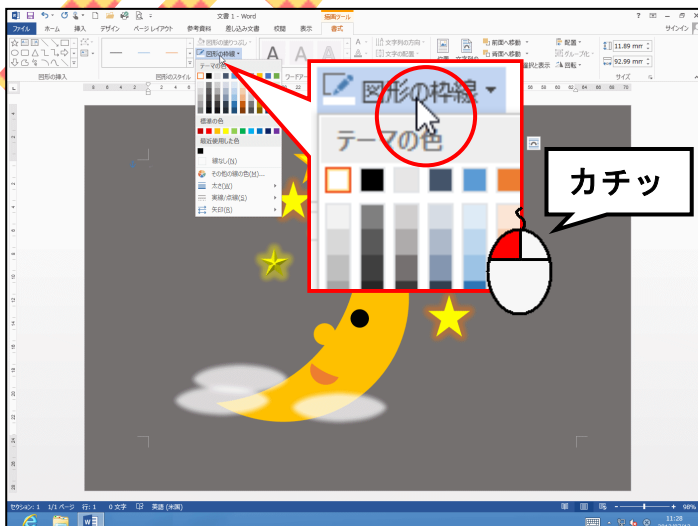 文書 1 - Word
描画ツール
ファイル ホーム 挿入 デザイン ページ レイアウト 参考資料 差し込み文書 校閲 表示 書式
サインイン
図形の塗りつぶし
図形の枠線
文字列の方向
文字の配置
前面へ移動
背面へ移動
選択と表示
配置
グループ化
回転
11.89 mm
92.99 mm
図形の挿入
図形のスタイル
サイズ
テーマの色
標準の色
最近使用した色
線なし(N)
その他の線の色(M)...
太さ(W)
実線/点線(S)
矢印(R)
図形の枠線
テーマの色
カチッ
セクション: 1 1/1 ページ 行: 1 0 文字 英語 (米国)
98%
11:28